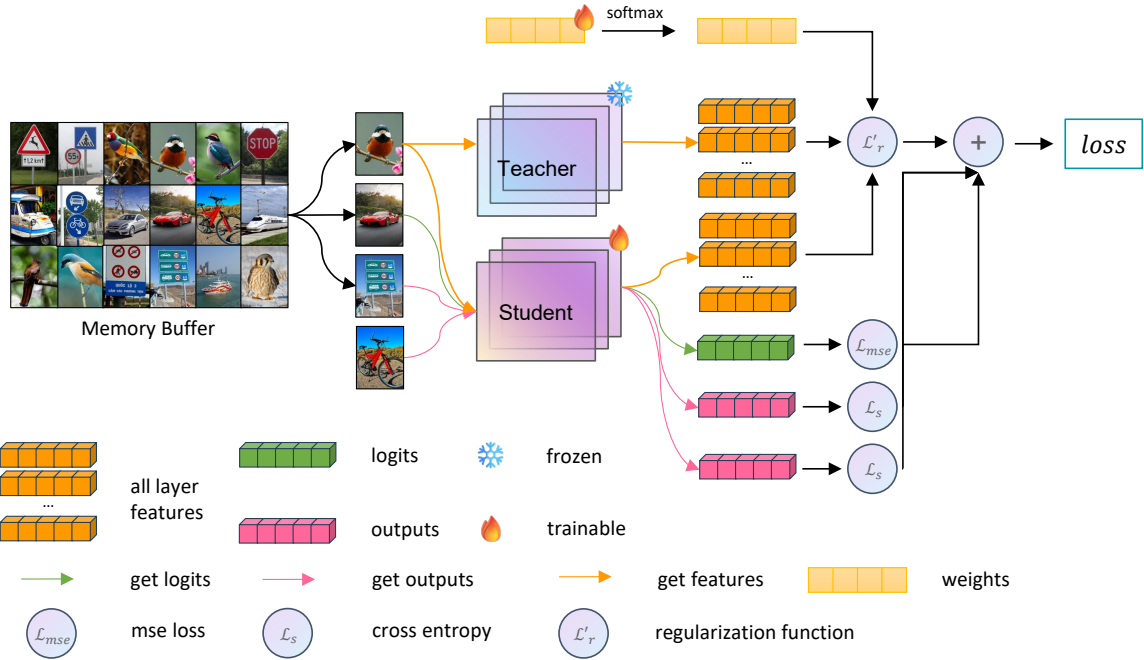 softmax
Teacher
...
ℒ′ᵣ
+
loss
STOP
Memory Buffer
Student
...
ℒmse
ℒs
ℒs
...
all layer
features
logits
frozen
outputs
trainable
get logits
get outputs
get features
weights
ℒmse
mse loss
ℒs
cross entropy
ℒ′ᵣ
regularization function